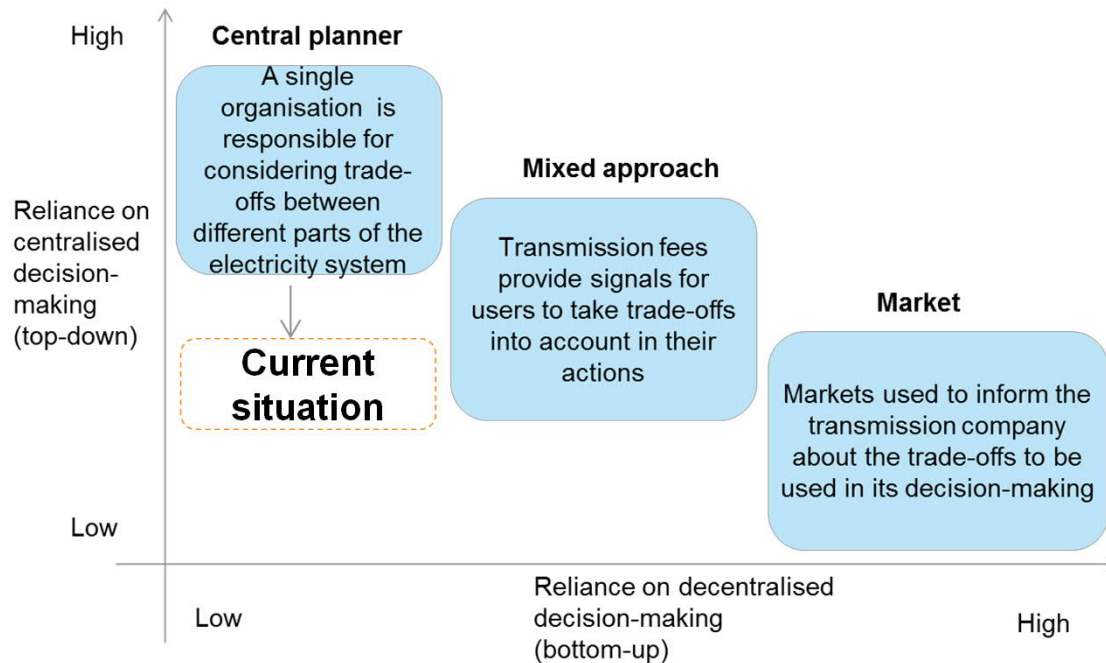 High
Central planner
A single
organisation is
responsible for
considering trade-
offs between
different parts of the
electricity system
Mixed approach
Reliance on
centralised
decision-
making
(top-down)
Transmission fees
provide signals for
users to take trade-offs
into account in their
actions
Market
Current
situation
Markets used to inform the
transmission company
about the trade-offs to be
used in its decision-making
Low
Low
Reliance on decentralised
decision-making
(bottom-up)
High